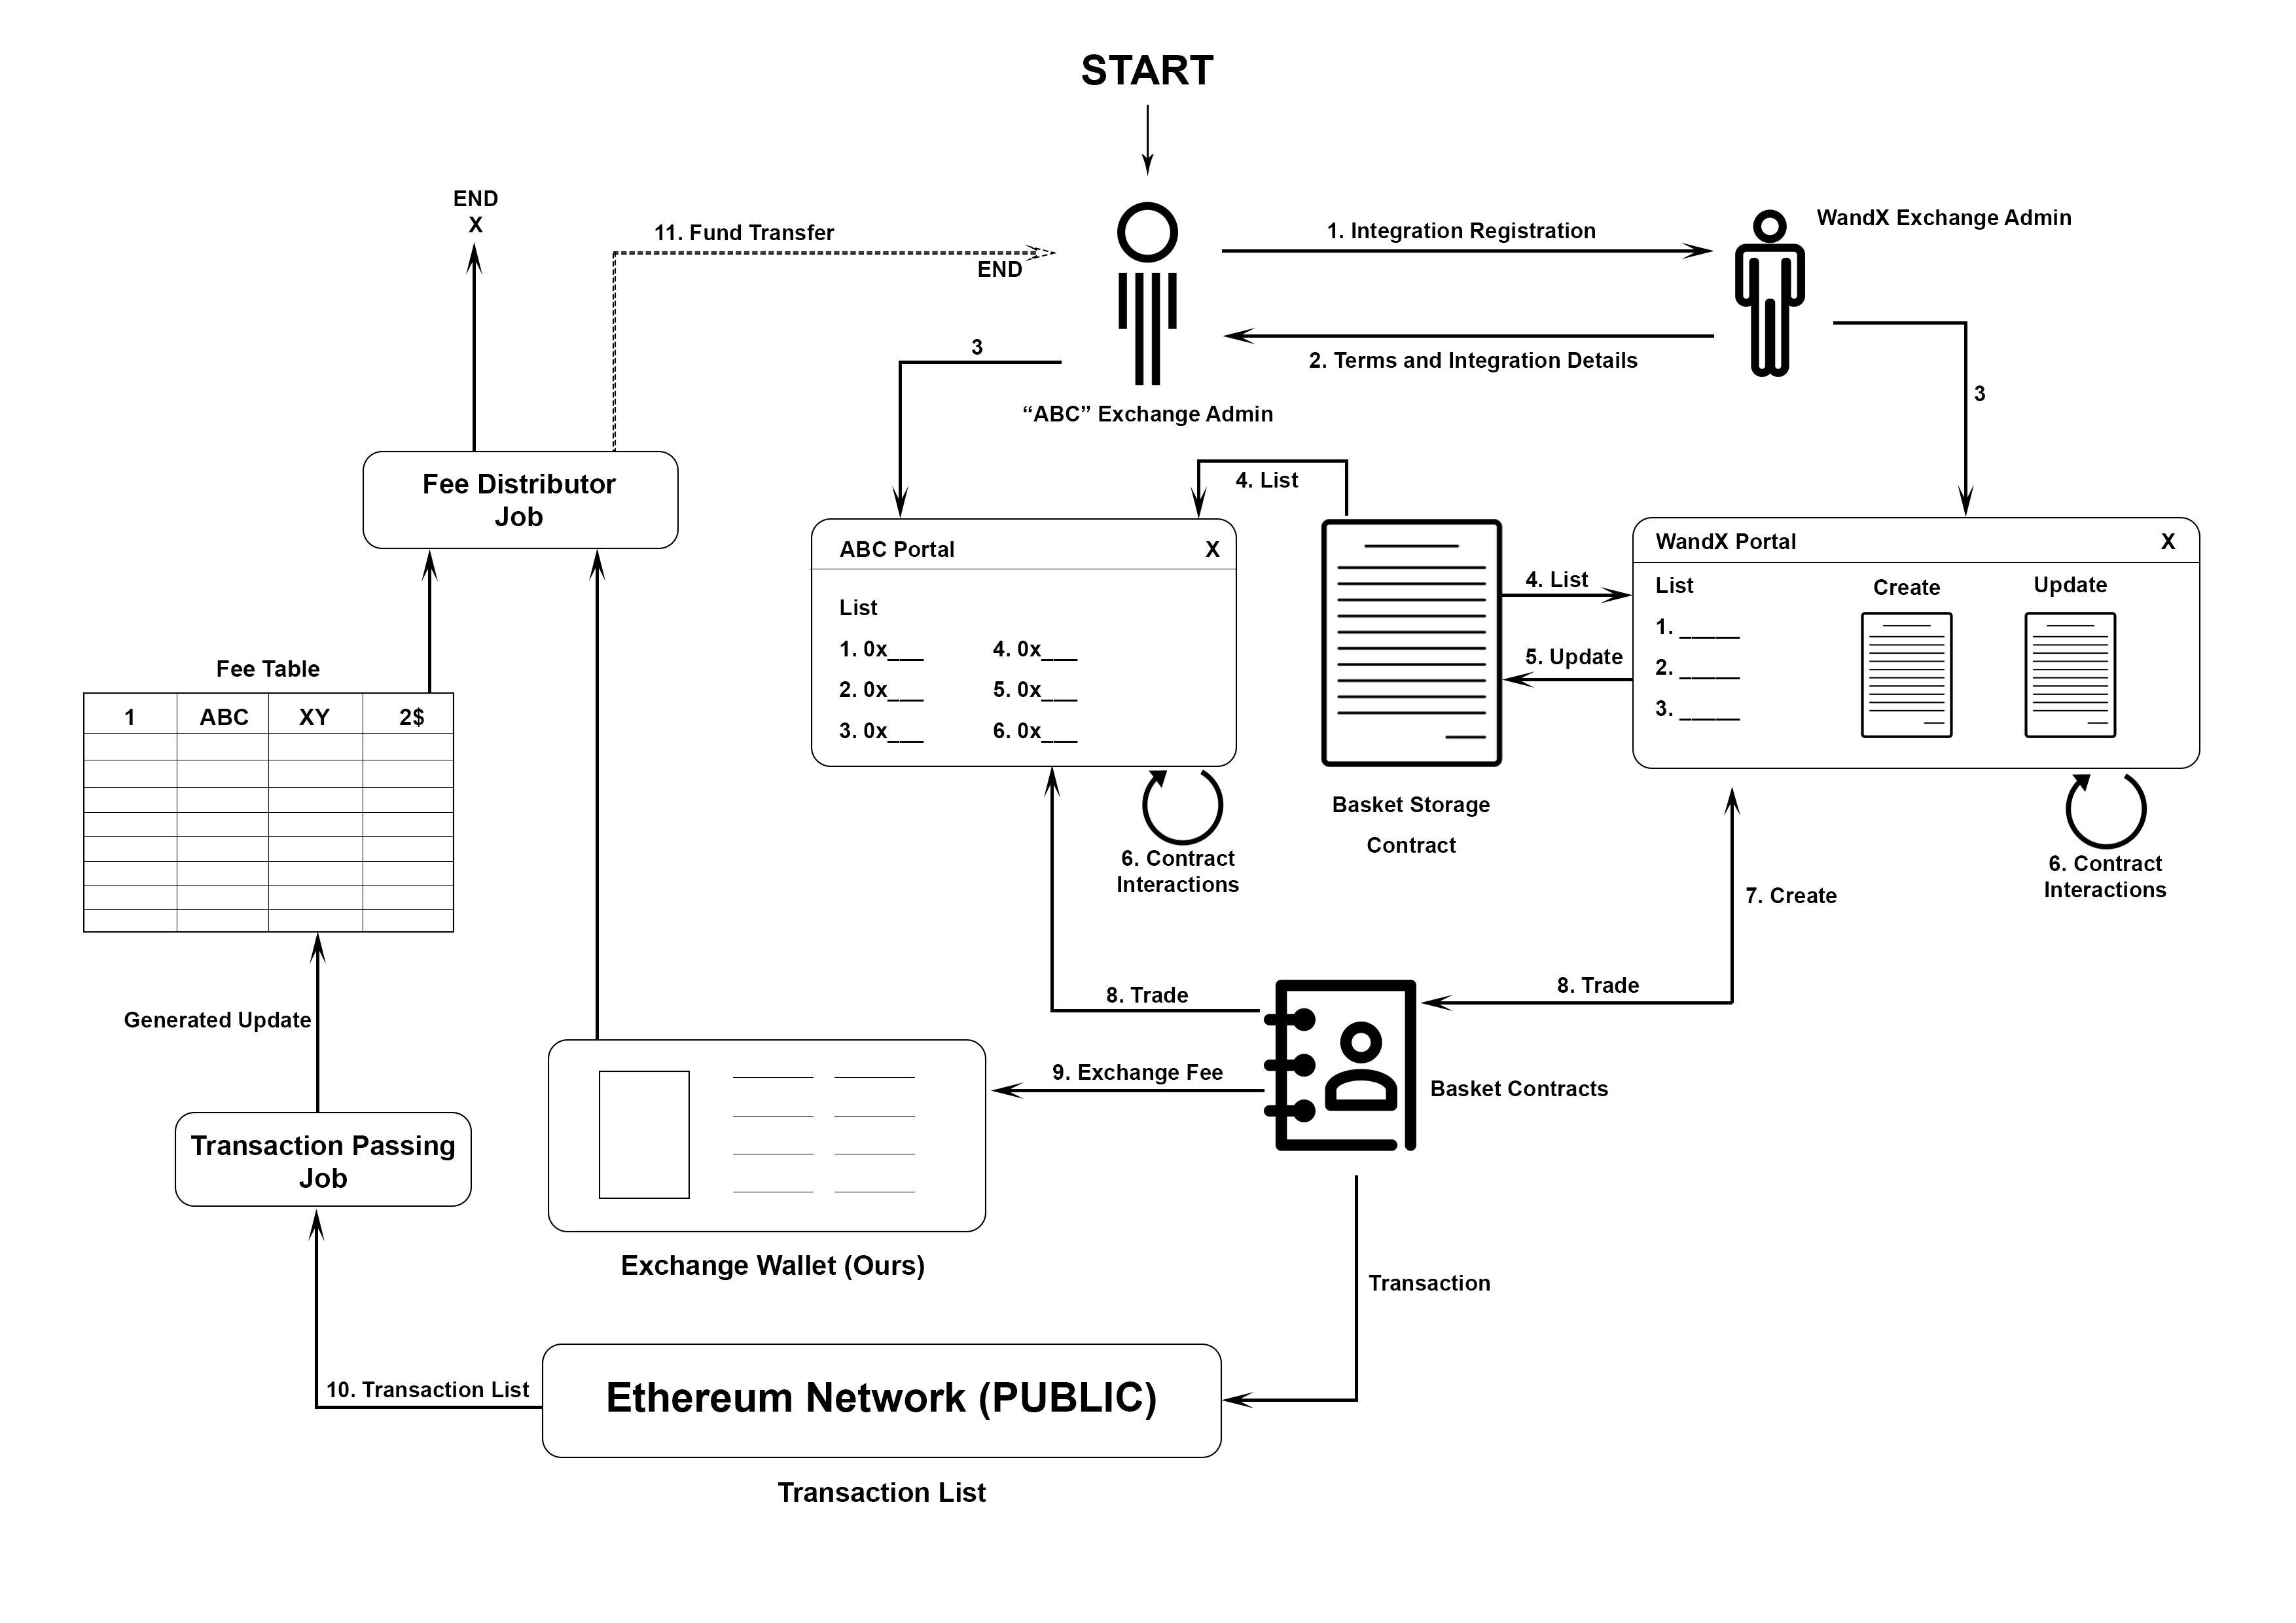 START
END
X
11. Fund Transfer
END
1. Integration Registration
WandX Exchange Admin
2. Terms and Integration Details
3
3
“ABC” Exchange Admin
Fee Distributor
Job
4. List
ABC Portal X
List
1. 0x___ 4. 0x___
2. 0x___ 5. 0x___
3. 0x___ 6. 0x___
4. List
5. Update
WandX Portal X
List Create Update
1. _____
2. _____
3. _____
Fee Table
1 ABC XY 2$
Basket Storage
Contract
6. Contract
Interactions
6. Contract
Interactions
7. Create
8. Trade
8. Trade
Generated Update
9. Exchange Fee
Basket Contracts
Transaction Passing
Job
Exchange Wallet (Ours)
Transaction
10. Transaction List
Ethereum Network (PUBLIC)
Transaction List